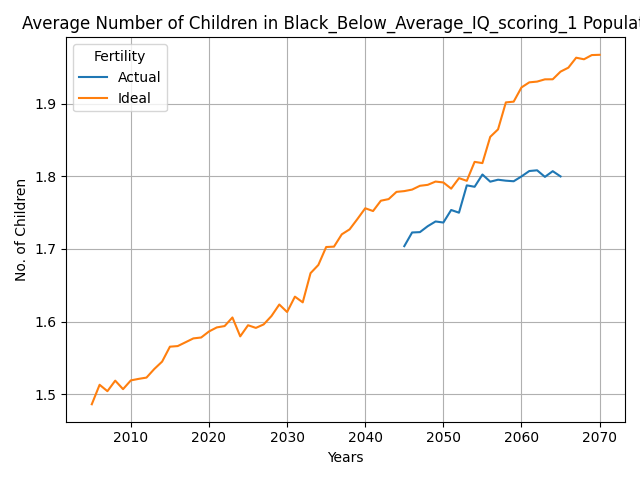 Average Number of Children in Black_Below_Average_IQ_scoring_1 Populat
Fertility
Actual
Ideal
1.9
1.8
1.7
1.6
1.5
No. of Children
2010 2020 2030 2040 2050 2060 2070
Years